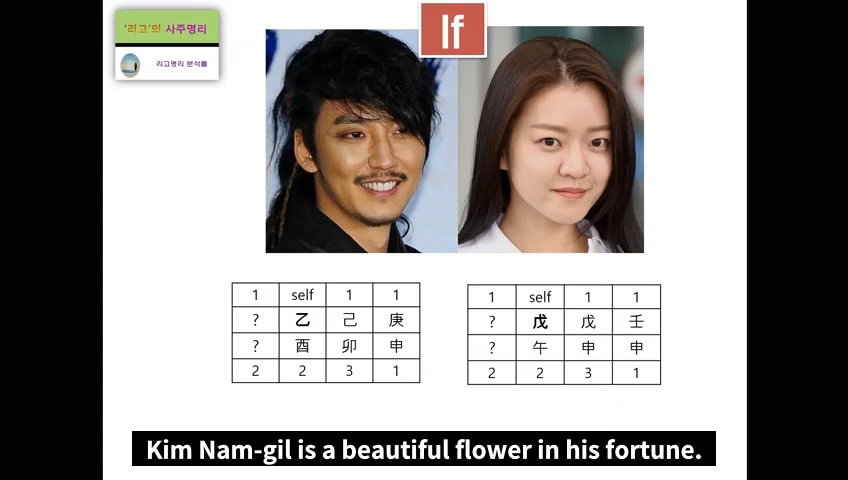 '리고'의 사주명리
리고명리 분석틀
If
1 self 1 1
? 乙 己 庚
? 酉 卯 申
2 2 3 1
1 self 1 1
? 戊 戊 壬
? 午 申 申
2 2 3 1
Kim Nam-gil is a beautiful flower in his fortune.